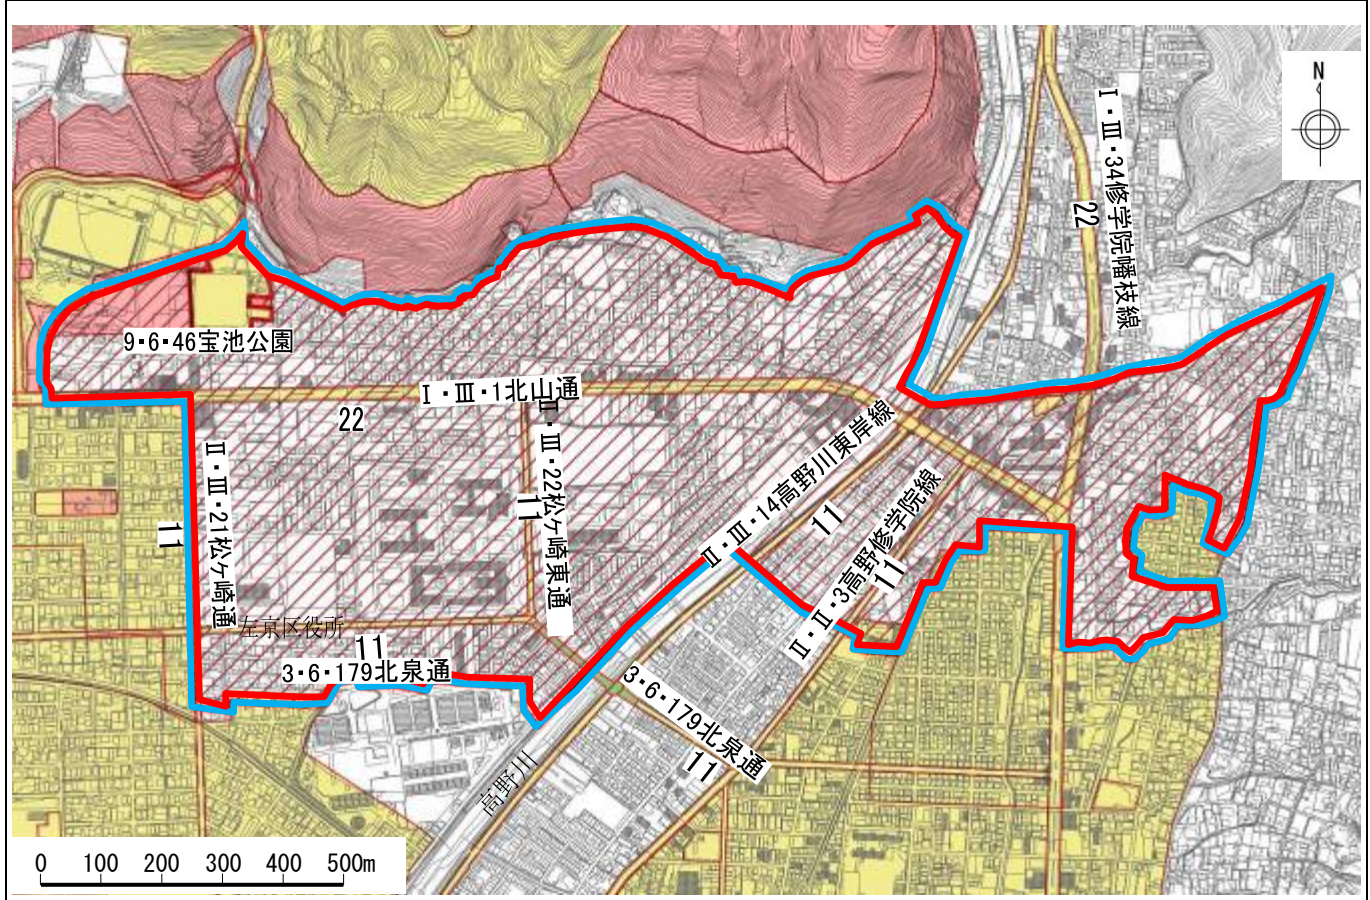 N
Ⅰ・Ⅲ・34修学院幡枝線
22
9・6・46宝池公園
Ⅰ・Ⅲ・1北山通
22
Ⅱ・Ⅲ・21松ケ崎通
11
Ⅱ・Ⅲ・22松ケ崎東通
11
Ⅱ・Ⅲ・14高野川東岸線
11
Ⅱ・Ⅱ・3高野修学院線
11
左京区役所
11
3・6・179北泉通
3・6・179北泉通
11
高野川
0 100 200 300 400 500m